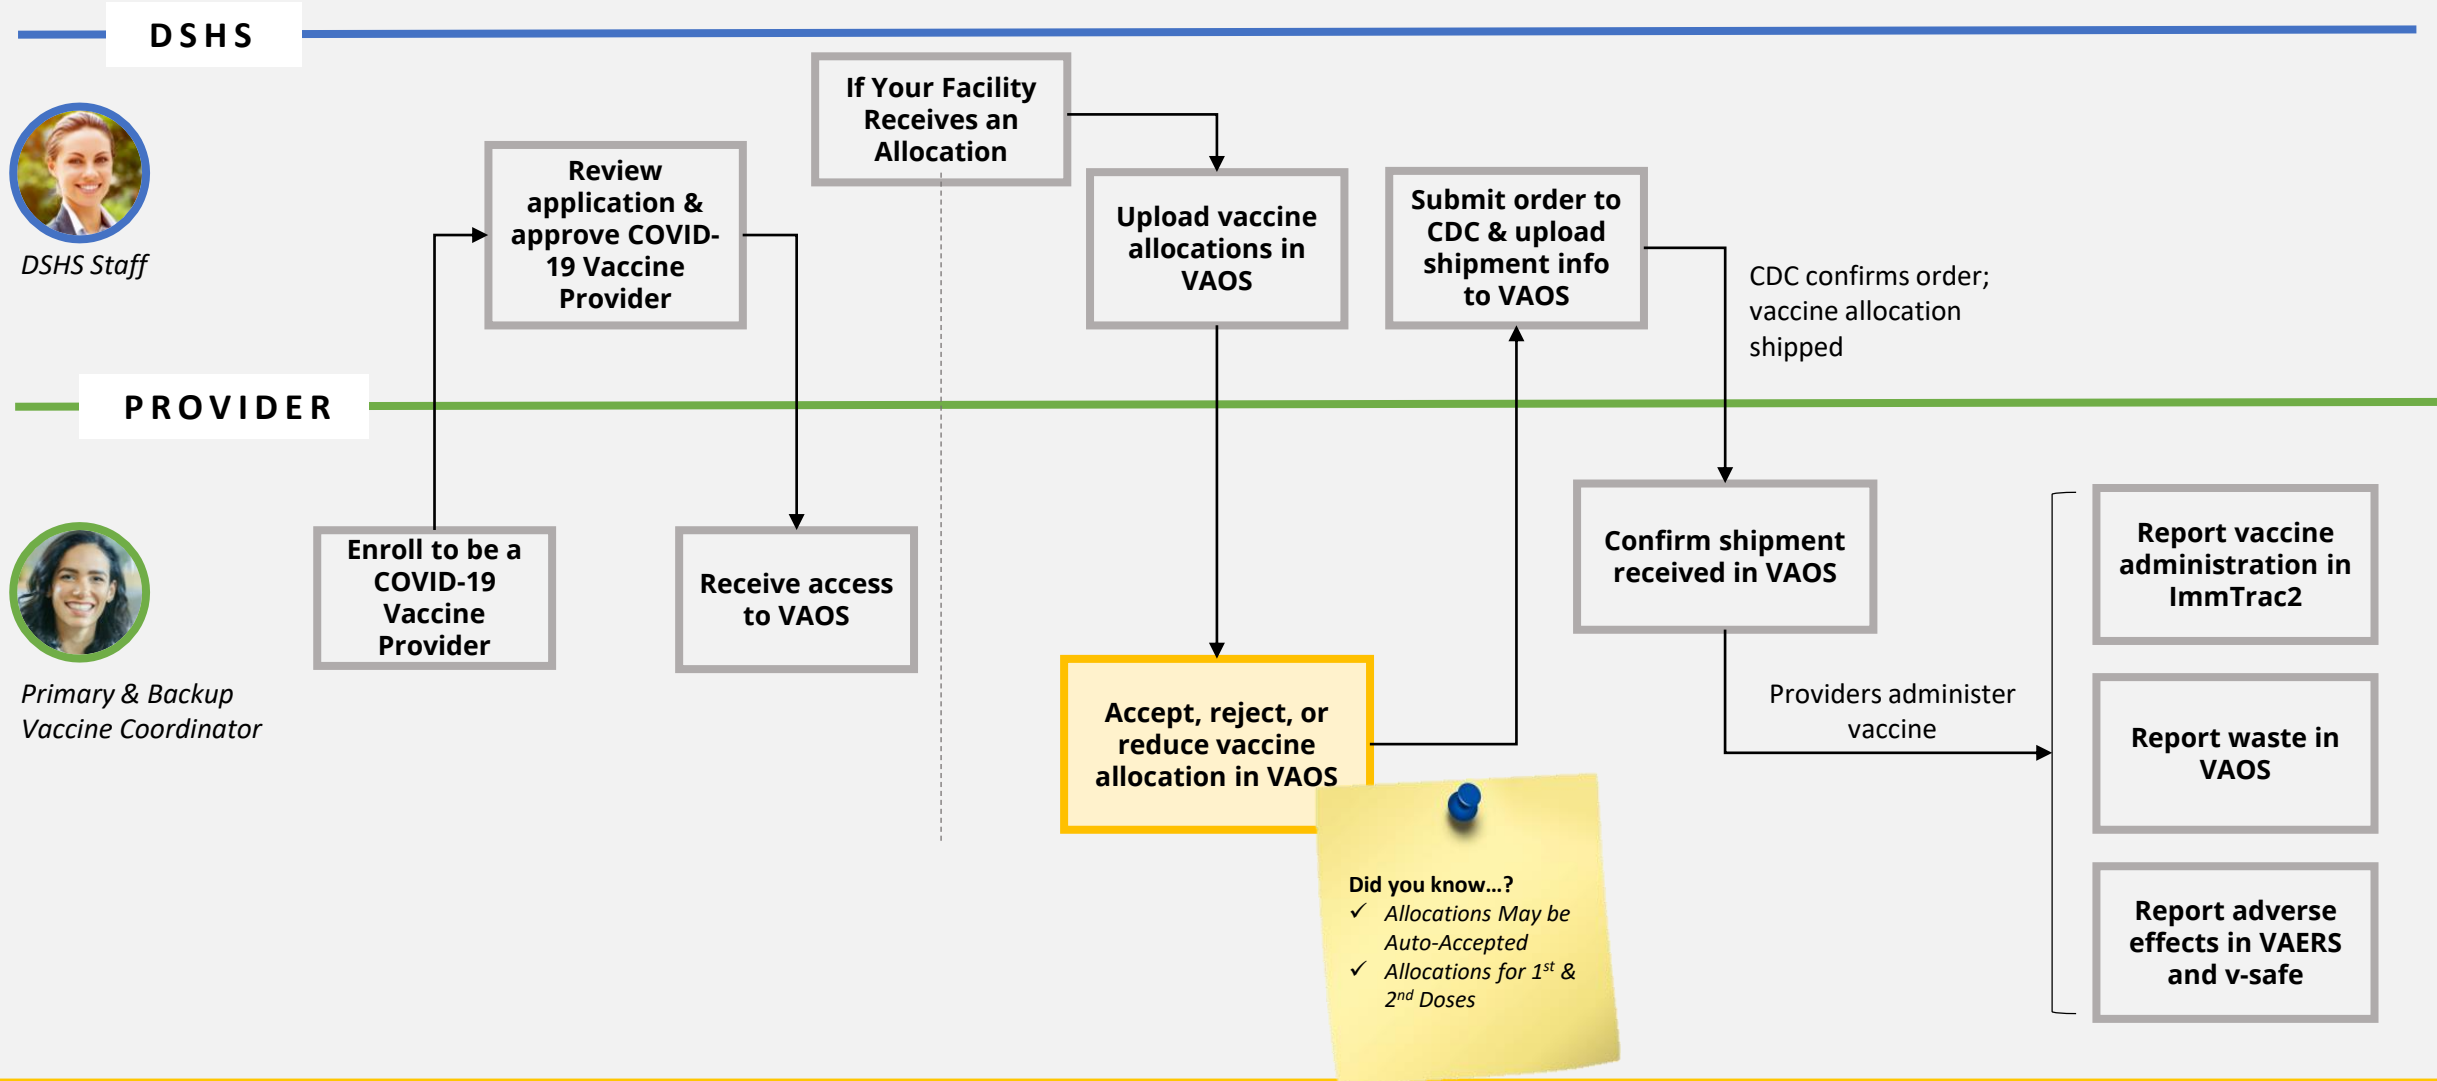 DSHS
If Your Facility
Receives an
Allocation
Review
application &
approve COVID-
19 Vaccine
Provider
Upload vaccine
allocations in
VAOS
Submit order to
CDC & upload
shipment info
to VAOS
DSHS Staff
CDC confirms order;
vaccine allocation
shipped
PROVIDER
Enroll to be a
COVID-19
Vaccine
Provider
Receive access
to VAOS
Confirm shipment
received in VAOS
Report vaccine
administration in
ImmTrac2
Primary & Backup
Vaccine Coordinator
Accept, reject, or
reduce vaccine
allocation in VAOS
Providers administer
vaccine
Report waste in
VAOS
Did you know...?
✓ Allocations May be
Auto-Accepted
✓ Allocations for 1st &
2nd Doses
Report adverse
effects in VAERS
and v-safe